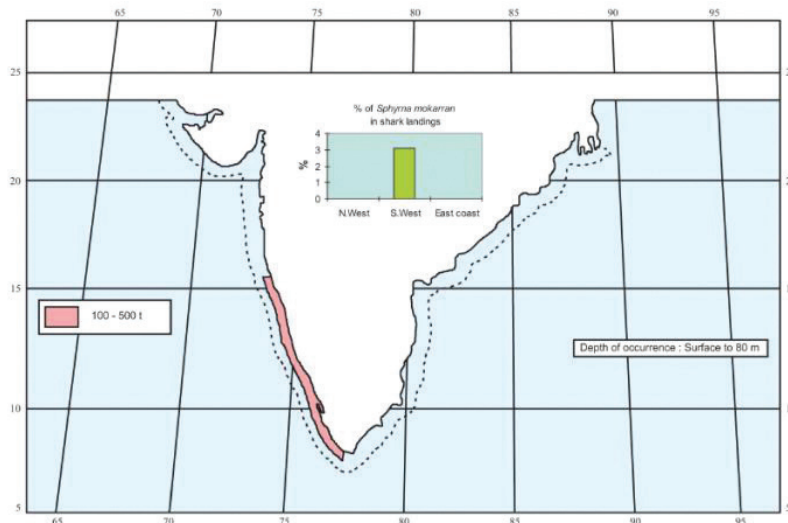 65 70 75 80 85 90 95
25
% of Sphyrna mokarran
in shark landings
4
3
2
1
0
%
N.West S.West East coast
20
15
100 - 500 t
Depth of occurrence : Surface to 80 m
10
5
65 70 75 80 85 90 95